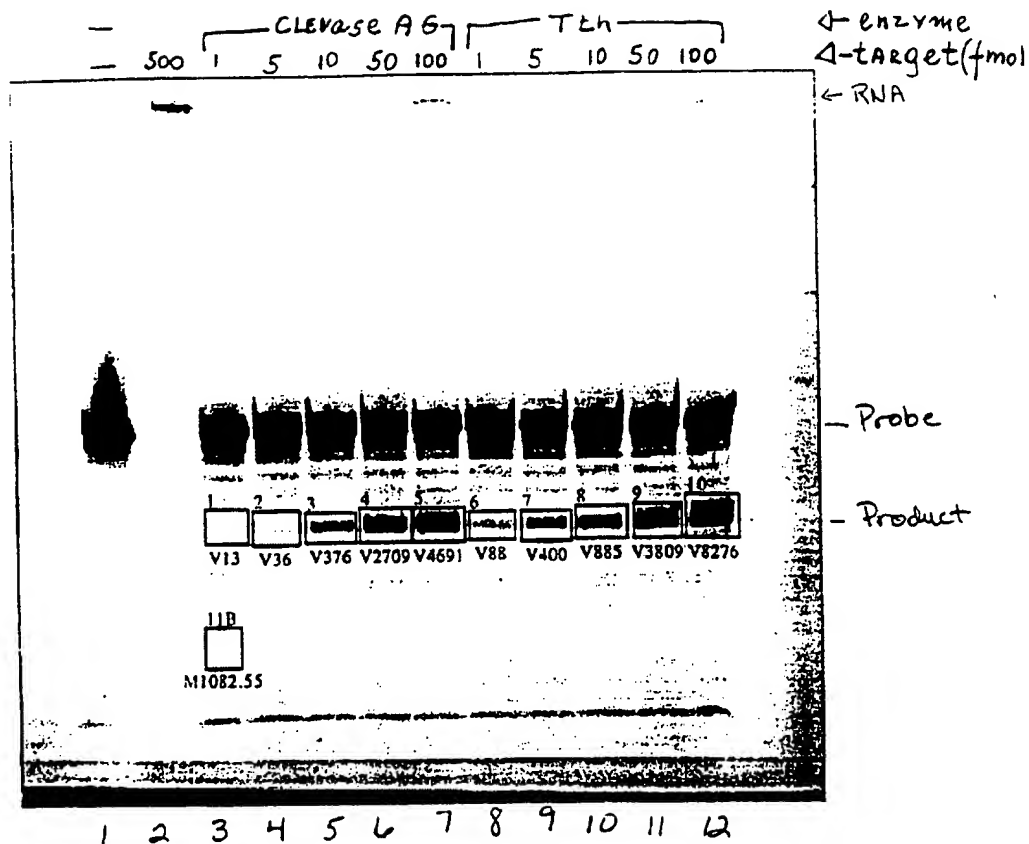 — CLEVase AG Tth ← enzyme
— 500 1 5 10 50 100 1 5 10 50 100 ←target(fmol
← RNA
— Probe
1 2 3 4 5 6 7 8 9 10
— Product
V13 V36 V376 V2709 V4691 V88 V400 V885 V3809 V8276
11B
M1082.55
1 2 3 4 5 6 7 8 9 10 11 12